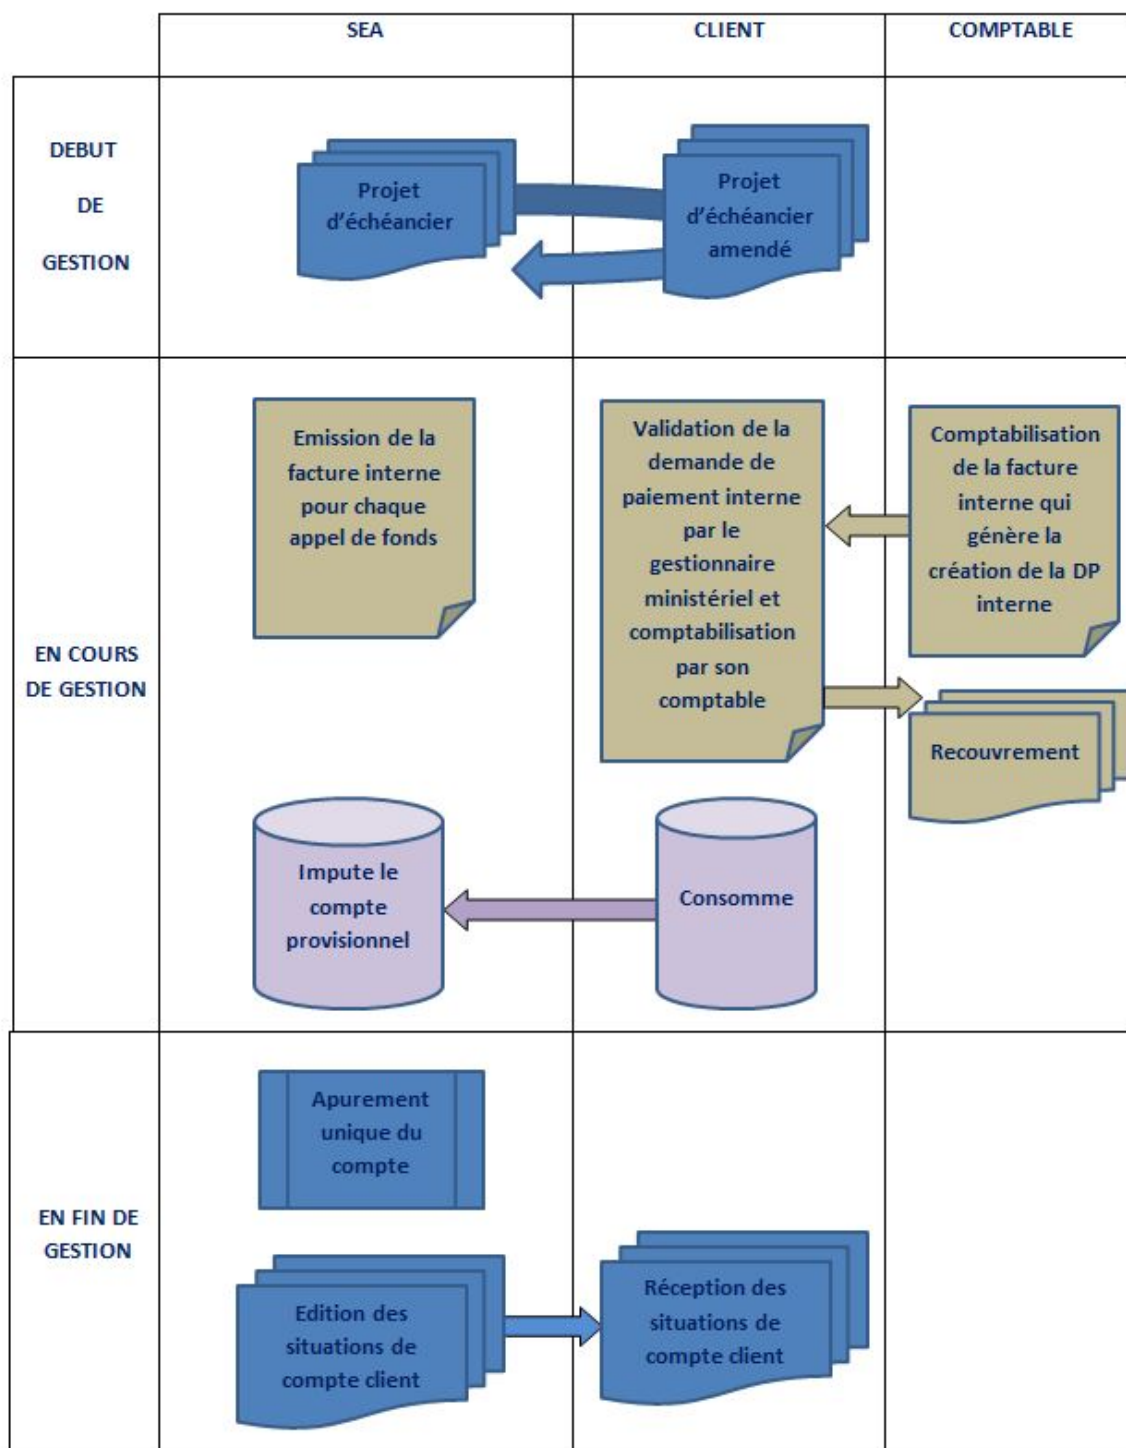 SEA
CLIENT
COMPTABLE
DEBUT
DE
GESTION
Projet
d'échéancier
Projet
d'échéancier
amendé
EN COURS
DE GESTION
Emission de la
facture interne
pour chaque
appel de fonds
Validation de la
demande de
paiement interne
par le
gestionnaire
ministériel et
comptabilisation
par son
comptable
Comptabilisation
de la facture
interne qui
génère la
création de la DP
interne
Recouvrement
Impute le
compte
provisionnel
Consomme
EN FIN DE
GESTION
Apurement
unique du
compte
Edition des
situations de
compte client
Réception des
situations de
compte client